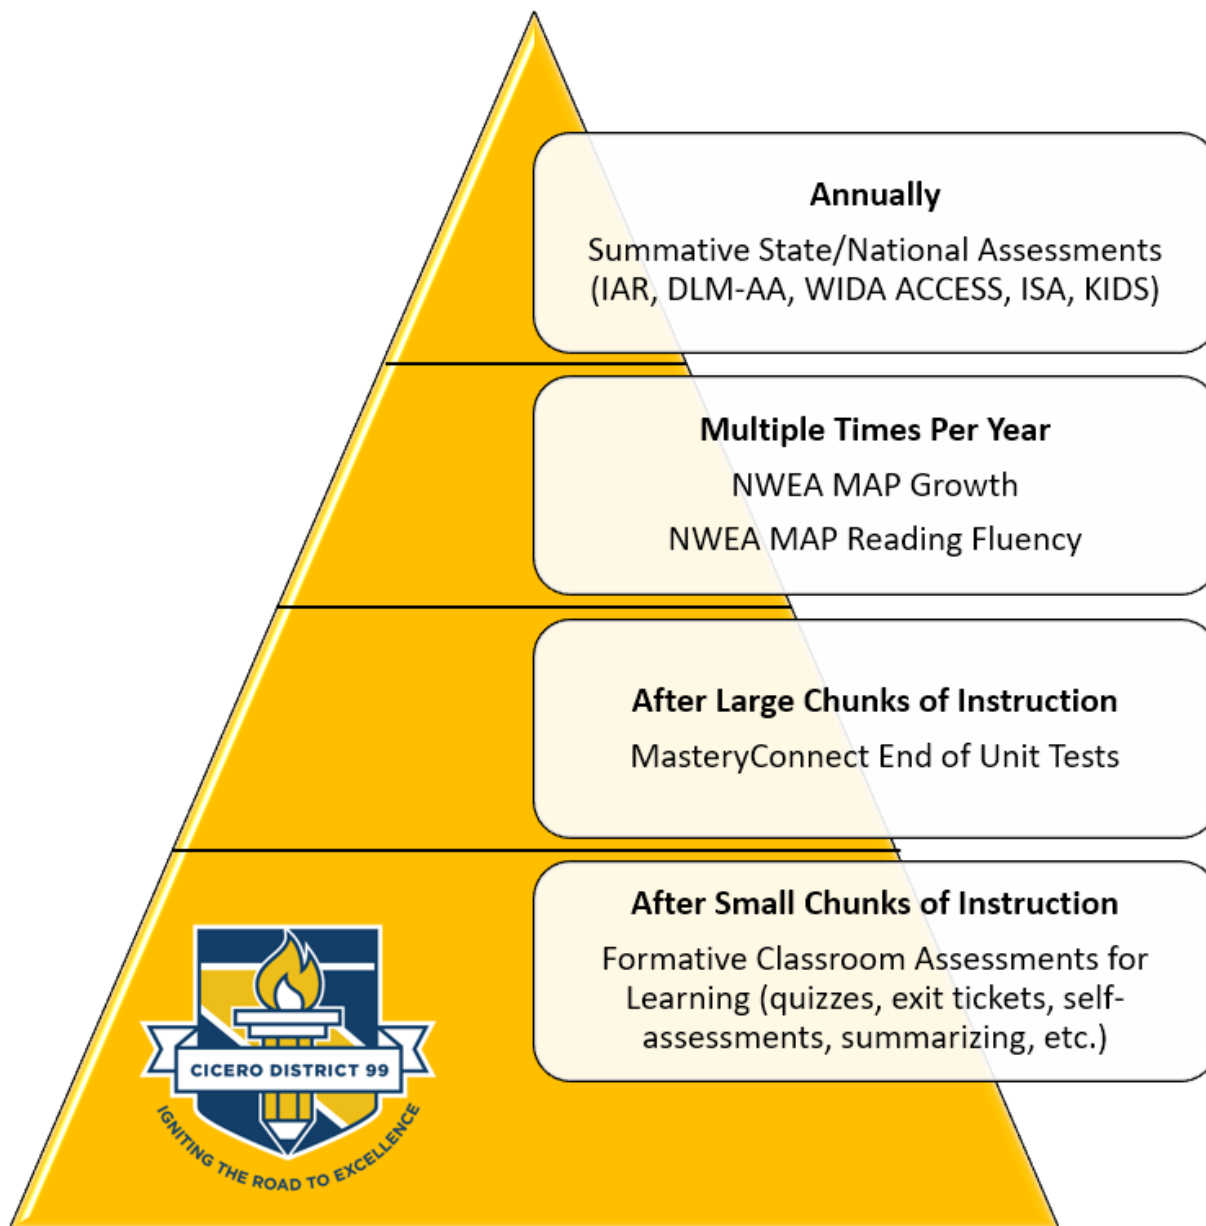 Annually
Summative State/National Assessments
(IAR, DLM-AA, WIDA ACCESS, ISA, KIDS)
Multiple Times Per Year
NWEA MAP Growth
NWEA MAP Reading Fluency
After Large Chunks of Instruction
MasteryConnect End of Unit Tests
After Small Chunks of Instruction
Formative Classroom Assessments for
Learning (quizzes, exit tickets, self-
assessments, summarizing, etc.)
CICERO DISTRICT 99
IGNITING THE ROAD TO EXCELLENCE